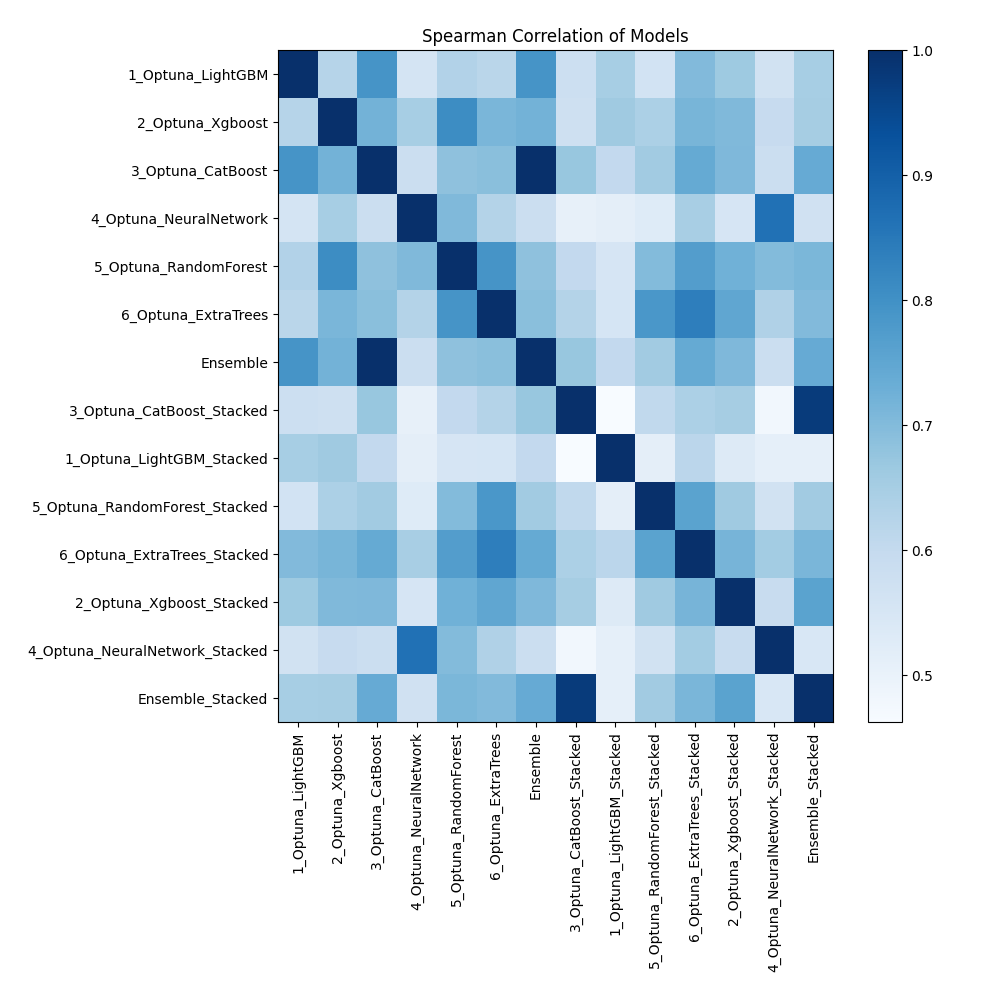 Spearman Correlation of Models
1_Optuna_LightGBM
2_Optuna_Xgboost
3_Optuna_CatBoost
4_Optuna_NeuralNetwork
5_Optuna_RandomForest
6_Optuna_ExtraTrees
Ensemble
3_Optuna_CatBoost_Stacked
1_Optuna_LightGBM_Stacked
5_Optuna_RandomForest_Stacked
6_Optuna_ExtraTrees_Stacked
2_Optuna_Xgboost_Stacked
4_Optuna_NeuralNetwork_Stacked
Ensemble_Stacked
1_Optuna_LightGBM
2_Optuna_Xgboost
3_Optuna_CatBoost
4_Optuna_NeuralNetwork
5_Optuna_RandomForest
6_Optuna_ExtraTrees
Ensemble
3_Optuna_CatBoost_Stacked
1_Optuna_LightGBM_Stacked
5_Optuna_RandomForest_Stacked
6_Optuna_ExtraTrees_Stacked
2_Optuna_Xgboost_Stacked
4_Optuna_NeuralNetwork_Stacked
Ensemble_Stacked
1.0
0.9
0.8
0.7
0.6
0.5